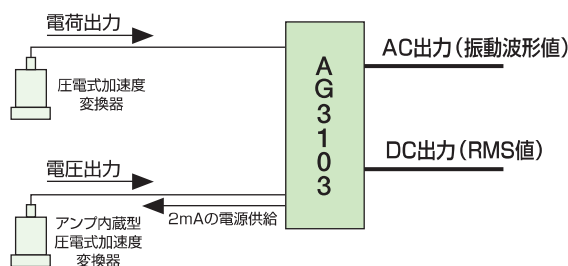 電荷出力
圧電式加速度
変換器
電圧出力
2mAの電源供給
アンプ内蔵型
圧電式加速度
変換器
AG3103
AC出力(振動波形値)
DC出力(RMS値)